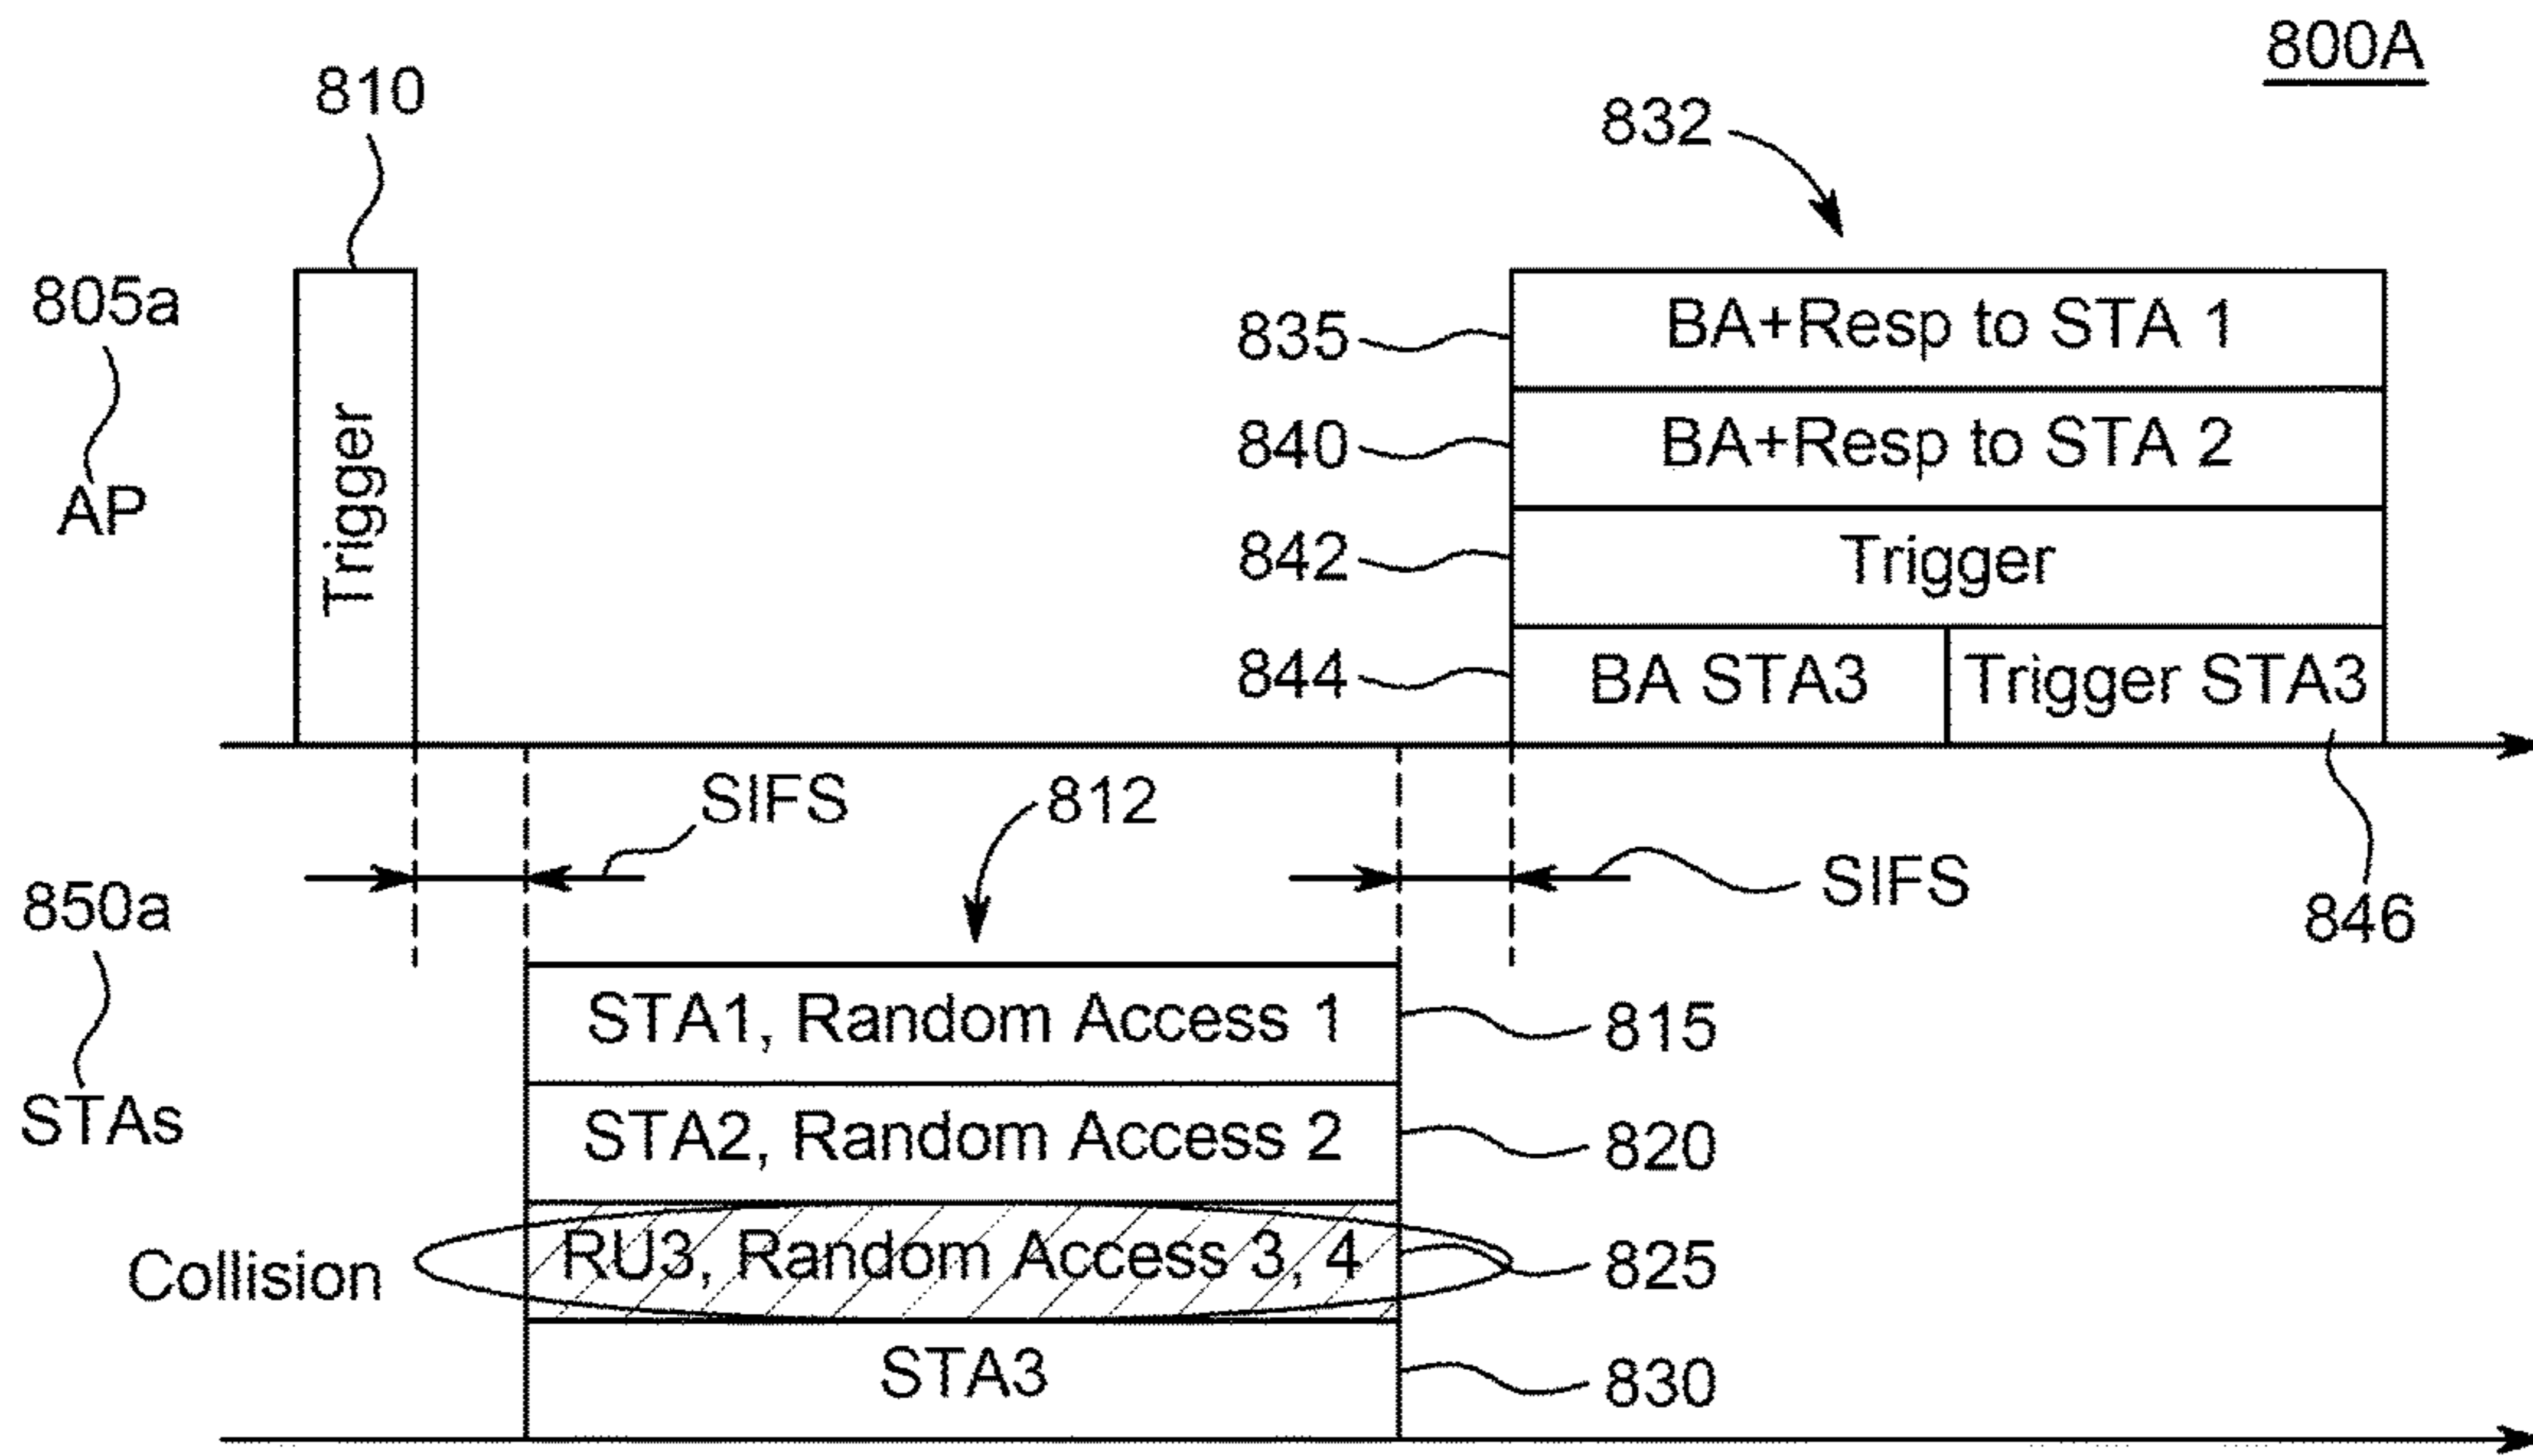 800A
810
832
805a
AP
Trigger
835
BA+Resp to STA 1
840
BA+Resp to STA 2
842
Trigger
844
BA STA3
Trigger STA3
846
SIFS
812
SIFS
850a
STAs
STA1, Random Access 1
815
STA2, Random Access 2
820
Collision
RU3, Random Access 3, 4
825
STA3
830